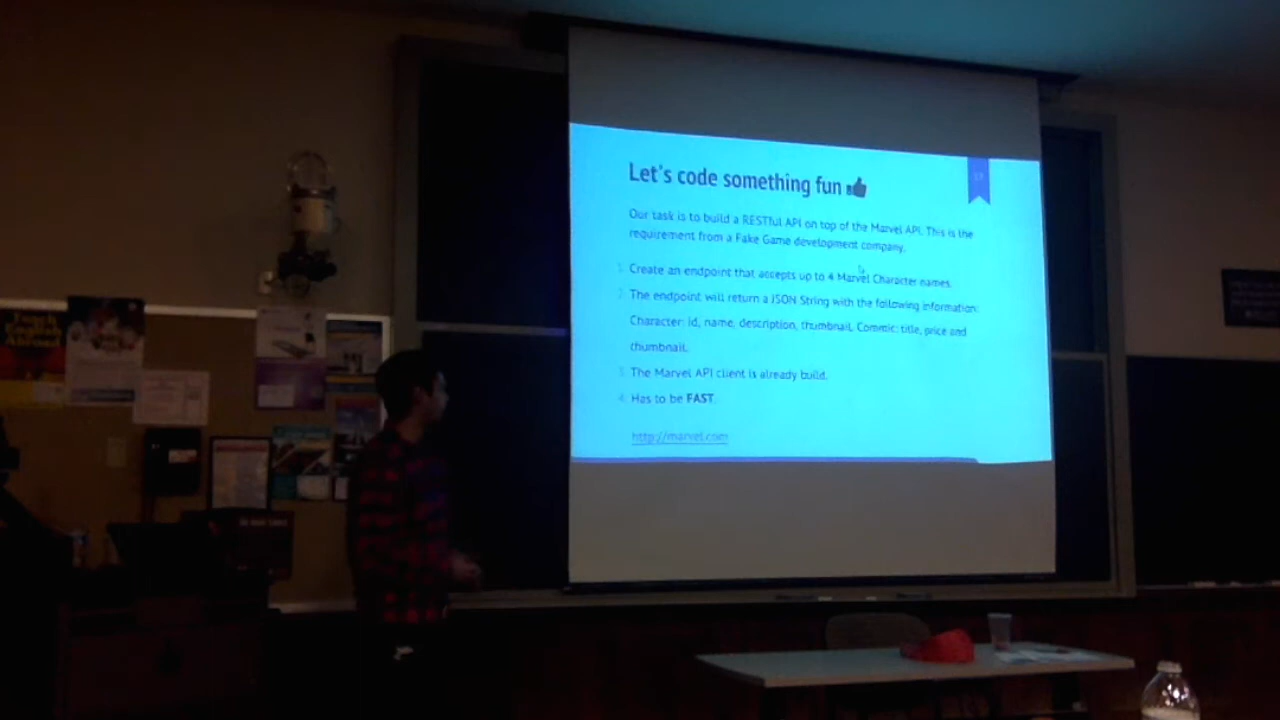 Let's code something fun
Our task is to build a RESTful API on top of the Marvel API. This is the
requirement from a Fake Game development company.
1. Create an endpoint that accepts up to 4 Marvel Character names.
2. The endpoint will return a JSON String with the following information:
Character: id, name, description, thumbnail. Commic: title, price and
thumbnail.
3. The Marvel API client is already build.
4. Has to be FAST.
http://marvel.com